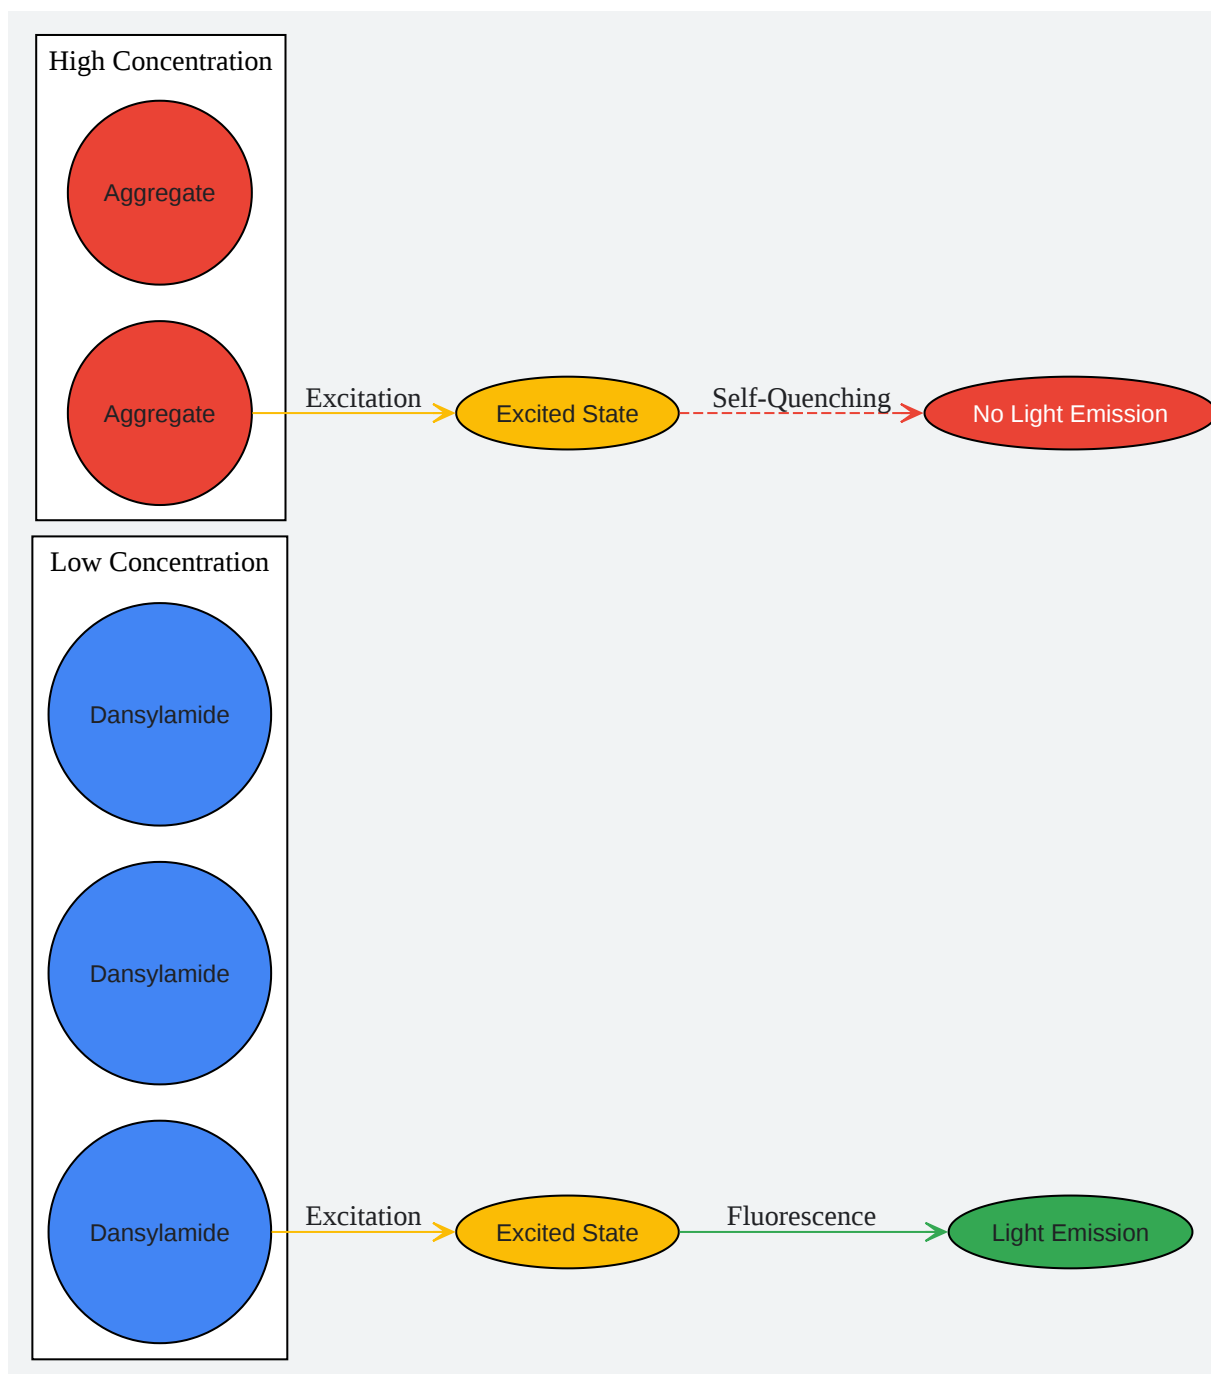 High Concentration
Aggregate
Aggregate
Excitation
Excited State
Self-Quenching
No Light Emission
Low Concentration
Dansylamide
Dansylamide
Dansylamide
Excitation
Excited State
Fluorescence
Light Emission